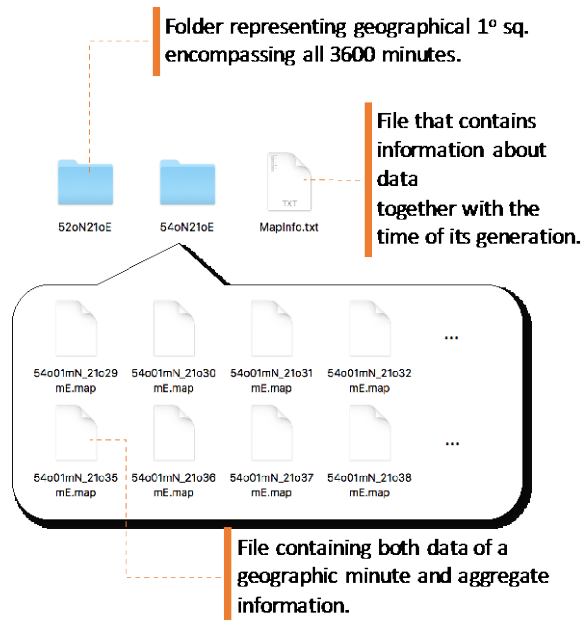 Folder representing geographical 1º sq.
encompassing all 3600 minutes.
File that contains
information about
data
together with the
time of its generation.
TXT
52oN21oE
54oN21oE
MapInfo.txt
54o01mN_21o29
mE.map
54o01mN_21o30
mE.map
54o01mN_21o31
mE.map
54o01mN_21o32
mE.map
...
54o01mN_21o35
mE.map
54o01mN_21o36
mE.map
54o01mN_21o37
mE.map
54o01mN_21o38
mE.map
...
File containing both data of a
geographic minute and aggregate
information.